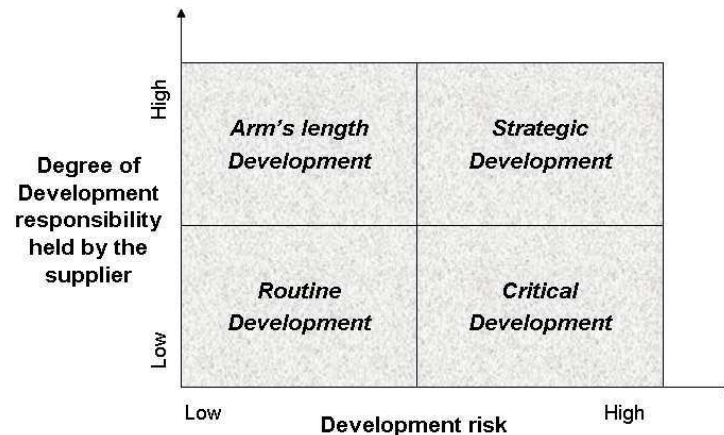 High
Arm's length
Development
Strategic
Development
Degree of
Development
responsibility
held by the
supplier
Routine
Development
Critical
Development
Low
Low
High
Development risk